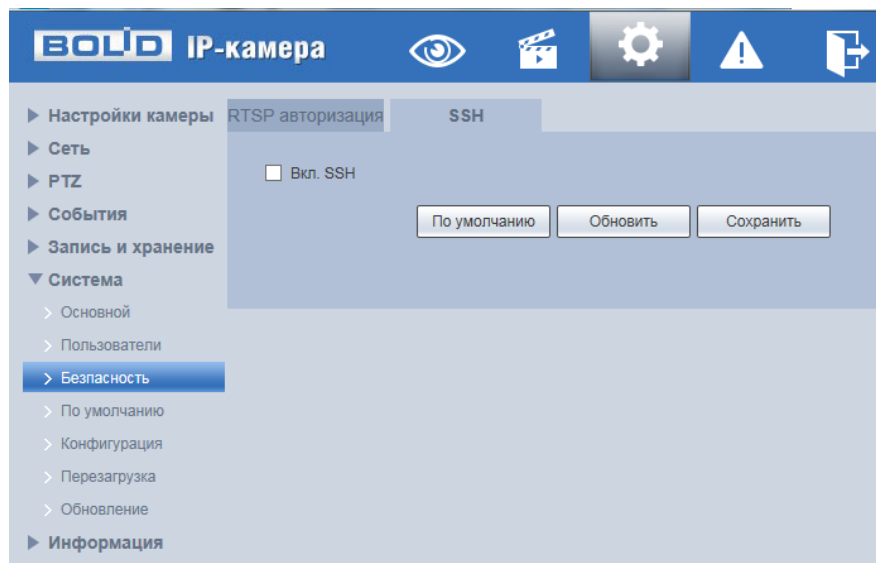 BOLID IP-камера
Настройки камеры
Сеть
PTZ
События
Запись и хранение
Система
Основной
Пользователи
Безпасность
По умолчанию
Конфигурация
Перезагрузка
Обновление
Информация
RTSP авторизация SSH
Вкл. SSH
По умолчанию Обновить Сохранить